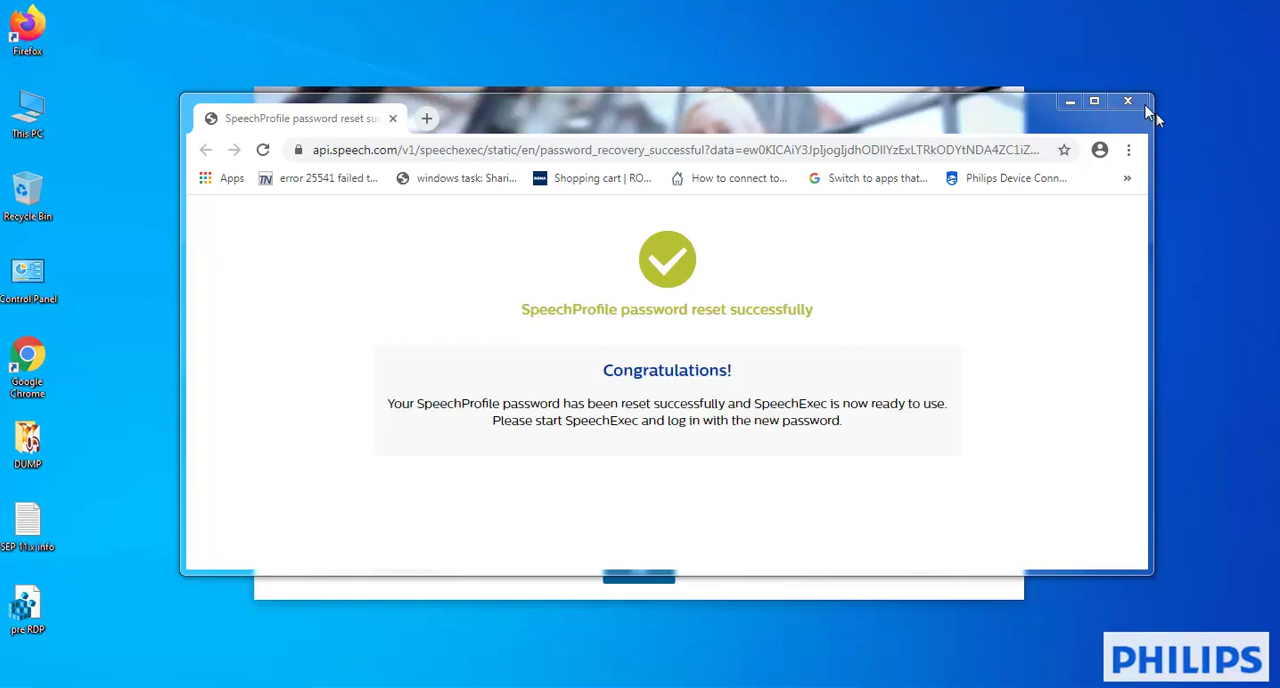 Firefox
This PC
Recycle Bin
Control Panel
Google
Chrome
DUMP
SEP 11.x info
pre RDP
SpeechProfile password reset su
api.speech.com/v1/speechexec/static/en/password_recovery_successful?data=ew0KICAiY3JpIjogIjdhODIlYzExLTRkODYtNDA4ZC1iZ...
Apps
error 25541 failed t...
windows task: Shari...
Shopping cart | RO...
How to connect to...
Switch to apps that...
Philips Device Conn...
»
SpeechProfile password reset successfully
Congratulations!
Your SpeechProfile password has been reset successfully and SpeechExec is now ready to use.
Please start SpeechExec and log in with the new password.
PHILIPS